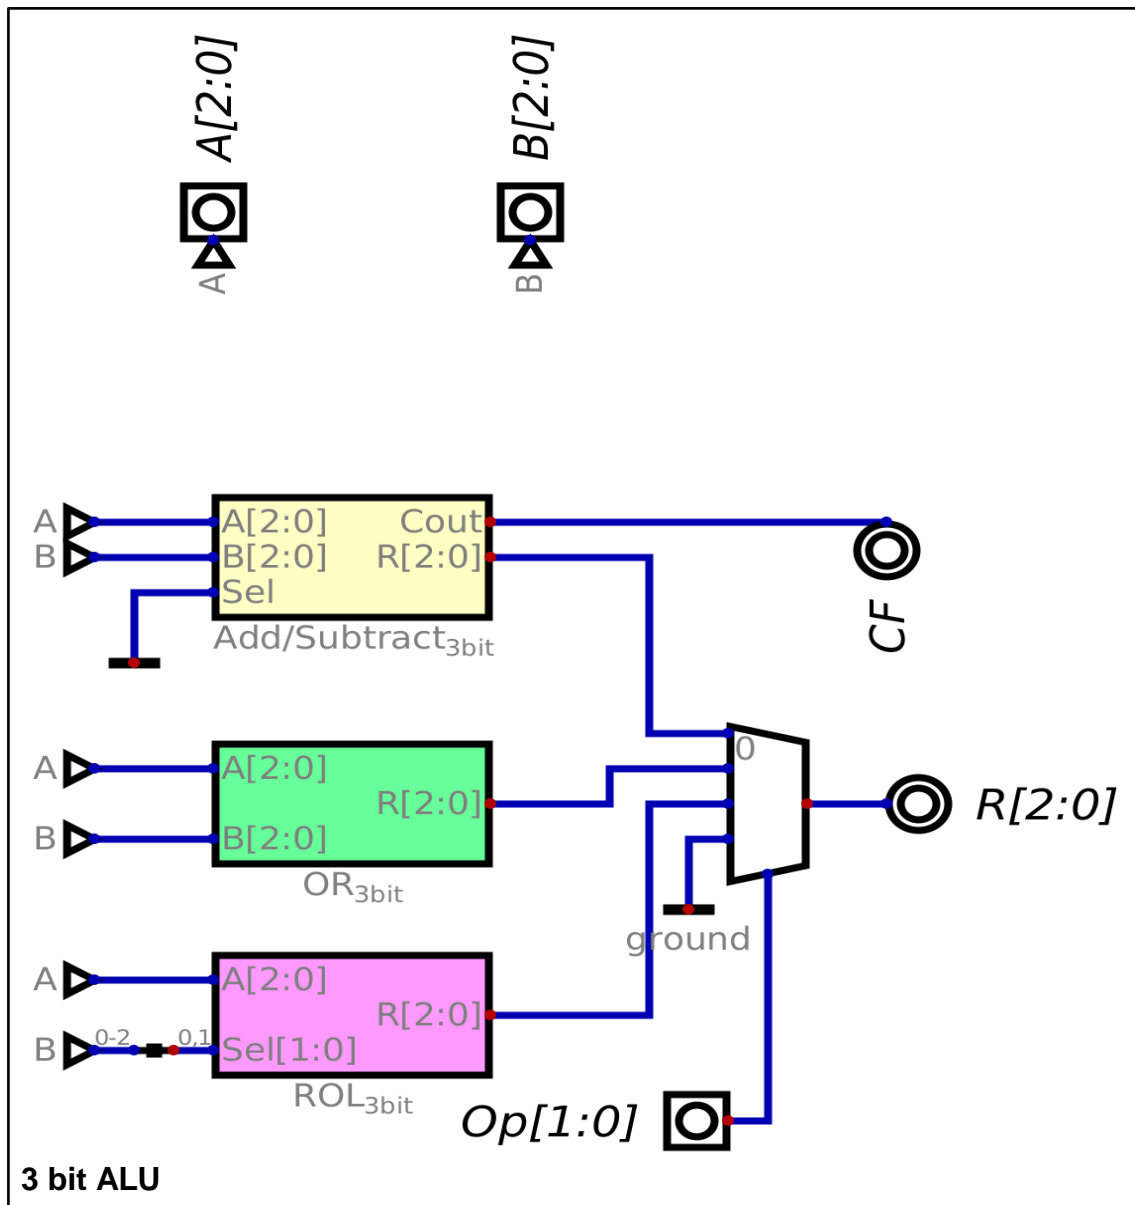 A[2:0]
B[2:0]
A
B
A
A[2:0]
Cout
B
B[2:0]
R[2:0]
Sel
Add/Subtract3bit
CF
A
A[2:0]
0
R[2:0]
R[2:0]
B
B[2:0]
OR3bit
ground
A
A[2:0]
R[2:0]
B
0-2
0,1
Sel[1:0]
ROL3bit
Op[1:0]
3 bit ALU